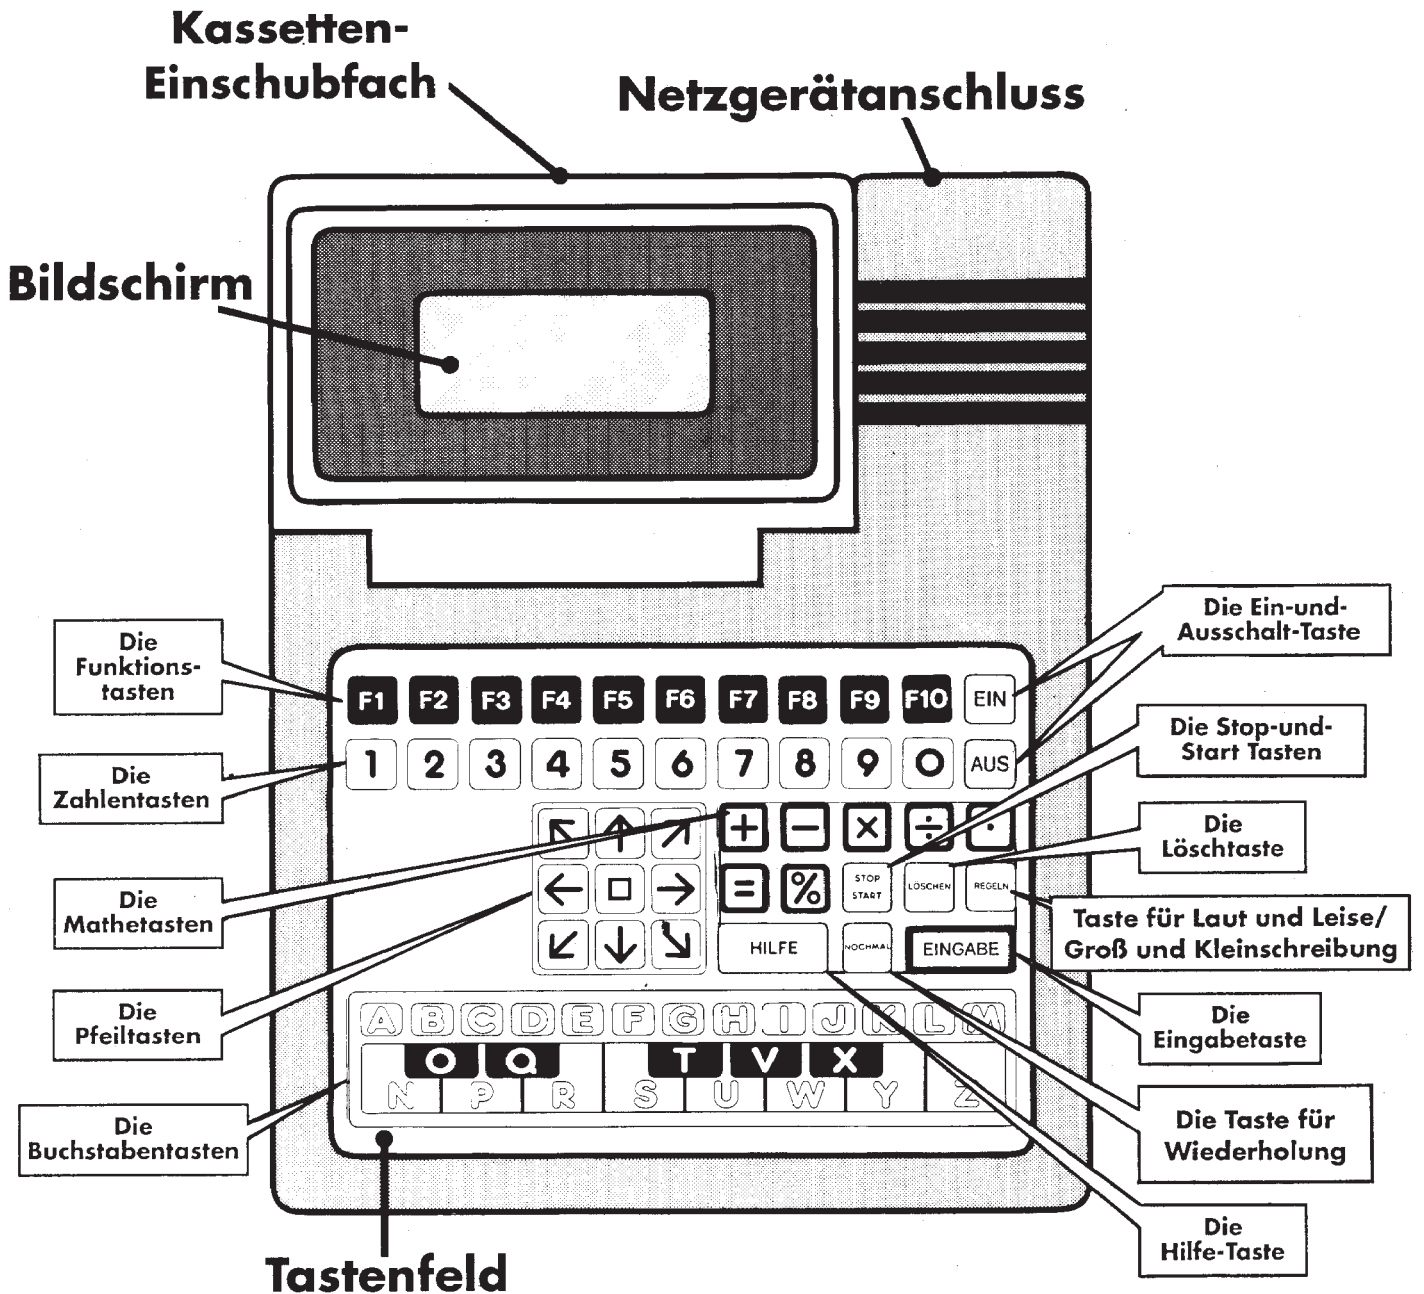 Kassetten-
Einschubfach
Netzgerätanschluss
Bildschirm
Die
Funktions-
tasten
Die
Zahlentasten
Die
Mathetasten
Die
Pfeiltasten
Die
Buchstabentasten
Tastenfeld
F1 F2 F3 F4 F5 F6 F7 F8 F9 F10 EIN
1 2 3 4 5 6 7 8 9 0 AUS
+ − × ÷ ·
= % STOP START LÖSCHEN REGELN
HILFE NOCHMAL EINGABE
A B C D E F G H I J K L M
O Q T V X
N P R S U W Y Z
Die Ein-und-
Ausschalt-Taste
Die Stop-und-
Start Tasten
Die
Löschtaste
Taste für Laut und Leise/
Groß und Kleinschreibung
Die
Eingabetaste
Die Taste für
Wiederholung
Die
Hilfe-Taste